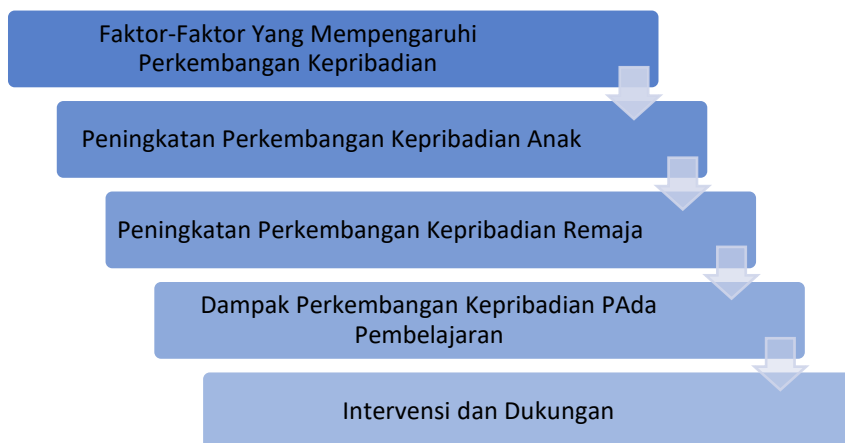 Faktor-Faktor Yang Mempengaruhi
Perkembangan Kepribadian
Peningkatan Perkembangan Kepribadian Anak
Peningkatan Perkembangan Kepribadian Remaja
Dampak Perkembangan Kepribadian PAda
Pembelajaran
Intervensi dan Dukungan